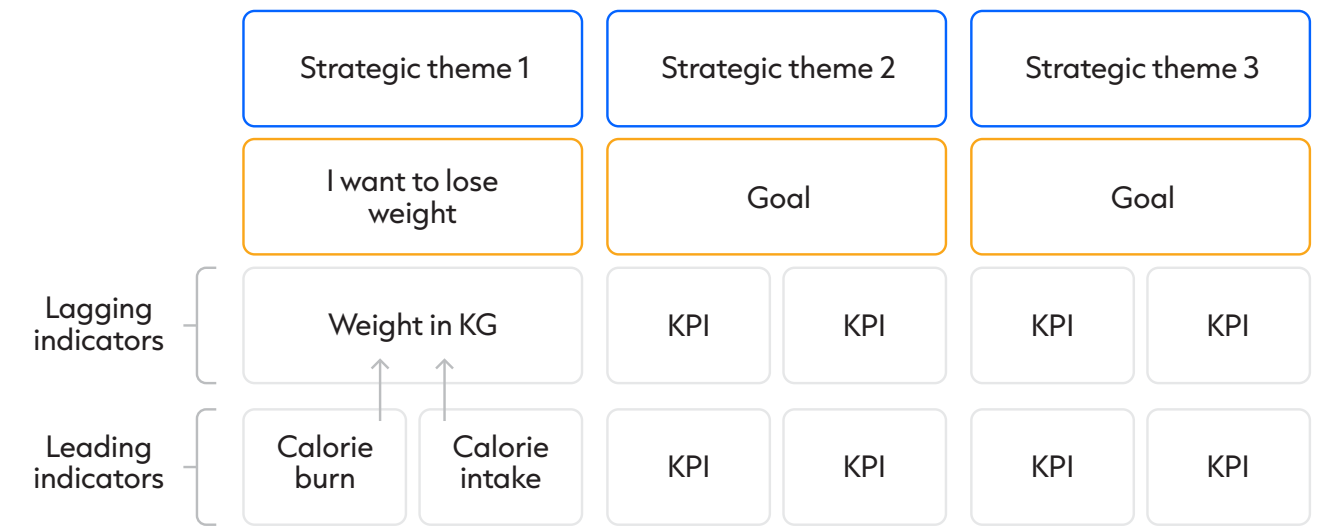 Strategic theme 1
Strategic theme 2
Strategic theme 3
I want to lose
weight
Goal
Goal
Lagging
indicators
Weight in KG
KPI
KPI
KPI
KPI
Leading
indicators
Calorie
burn
Calorie
intake
KPI
KPI
KPI
KPI